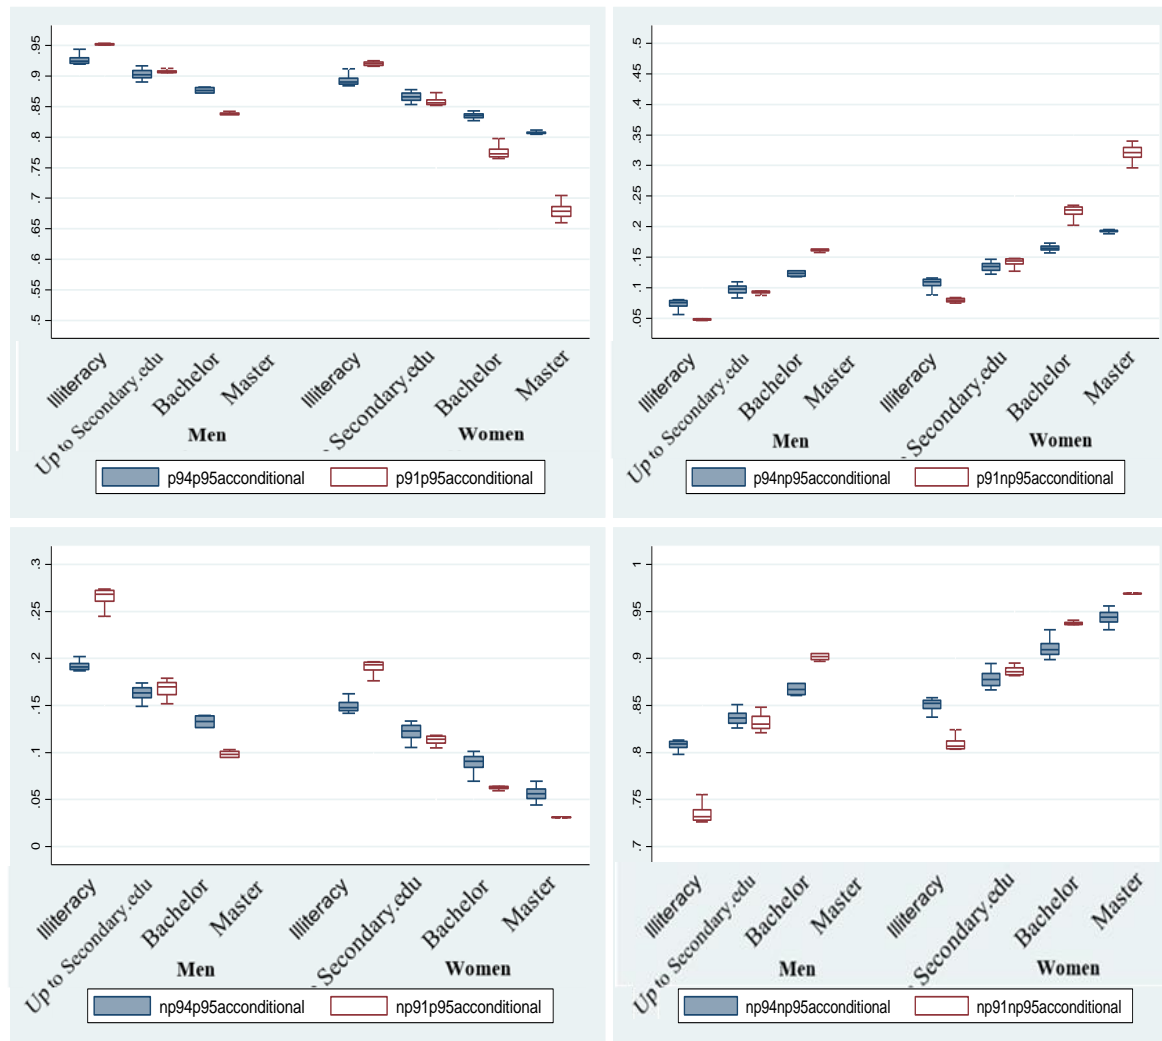 .95
.9
.85
.8
.75
.7
.65
.6
.55
.5
Illiteracy
Up to Secondary.edu
Bachelor
Master
Illiteracy
Secondary.edu
Bachelor
Master
Men
Women
p94p95acconditional
p91p95acconditional
.5
.45
.4
.35
.3
.25
.2
.15
.1
.05
Illiteracy
Up to Secondary.edu
Bachelor
Master
Illiteracy
Secondary.edu
Bachelor
Master
Men
Women
p94np95acconditional
p91np95acconditional
.3
.25
.2
.15
.1
.05
0
Illiteracy
Up to Secondary.edu
Bachelor
Master
Illiteracy
Secondary.edu
Bachelor
Master
Men
Women
np94p95acconditional
np91p95acconditional
1
.95
.9
.85
.8
.75
.7
Illiteracy
Up to Secondary.edu
Bachelor
Master
Illiteracy
Secondary.edu
Bachelor
Master
Men
Women
np94np95acconditional
np91np95acconditional